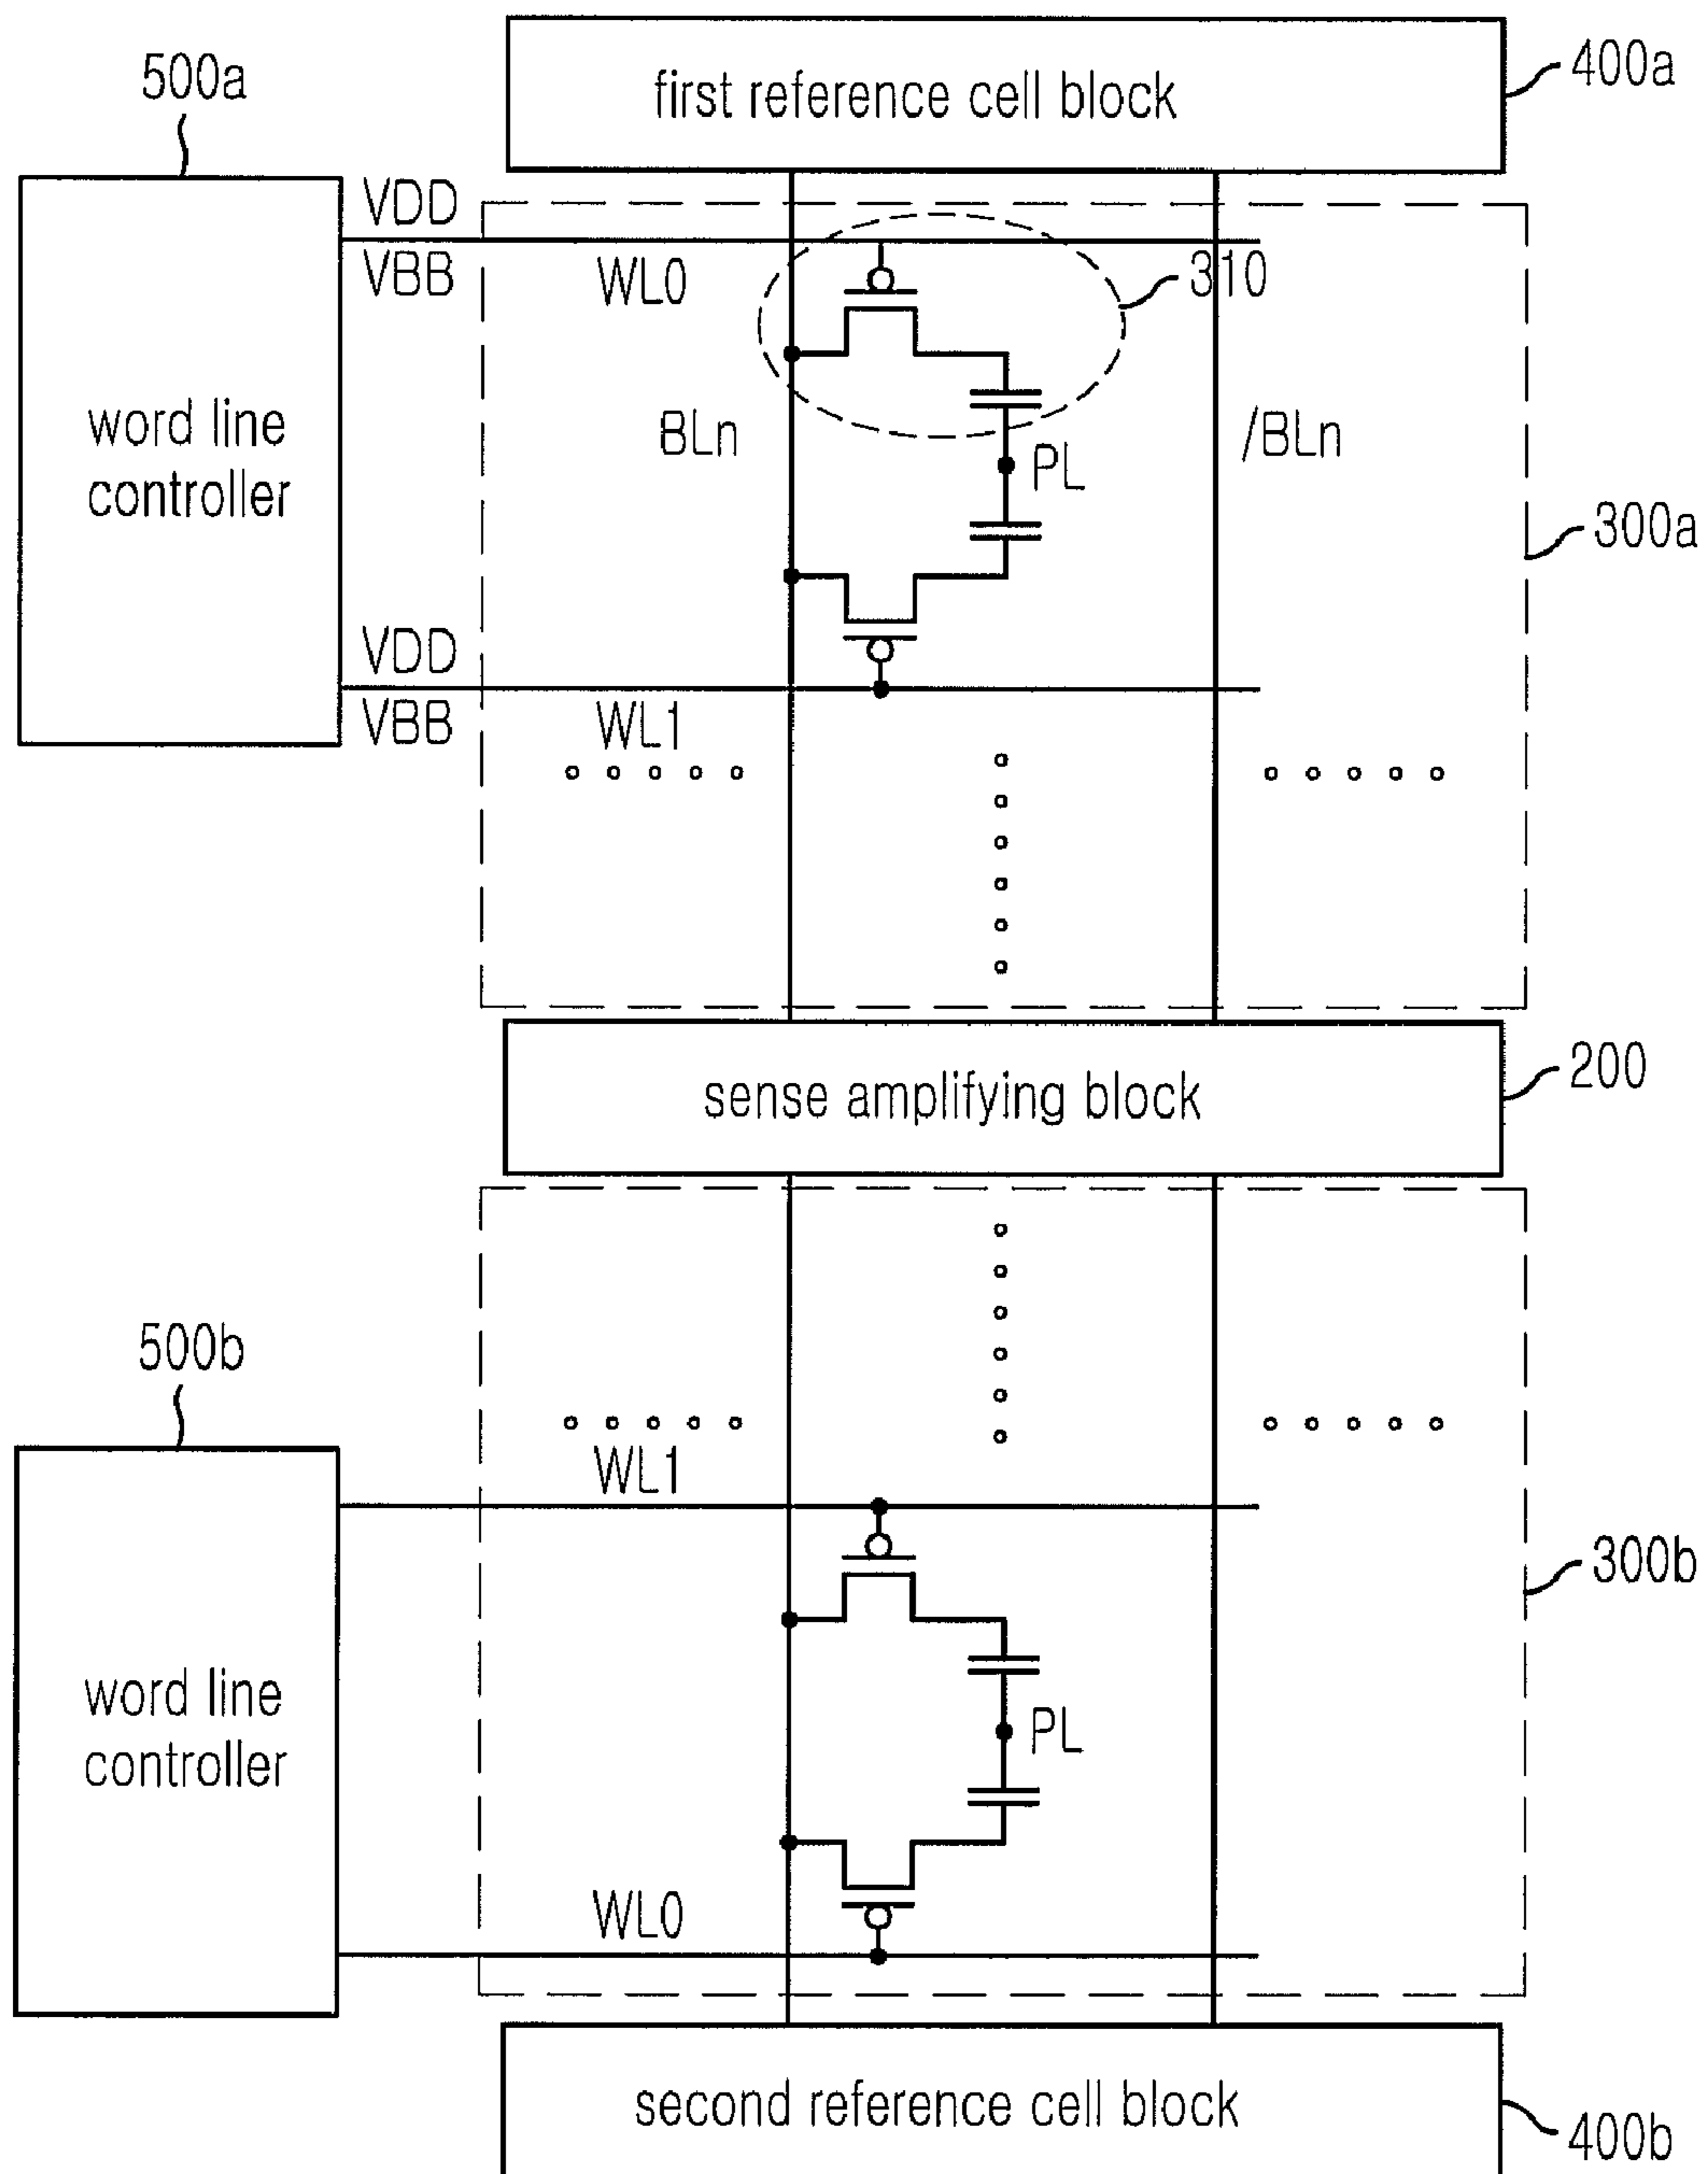 first reference cell block
400a
500a
VDD
VBB
WL0
310
word line
controller
BLn
/BLn
PL
300a
VDD
VBB
WL1
sense amplifying block
200
500b
WL1
300b
word line
controller
PL
WL0
second reference cell block
400b